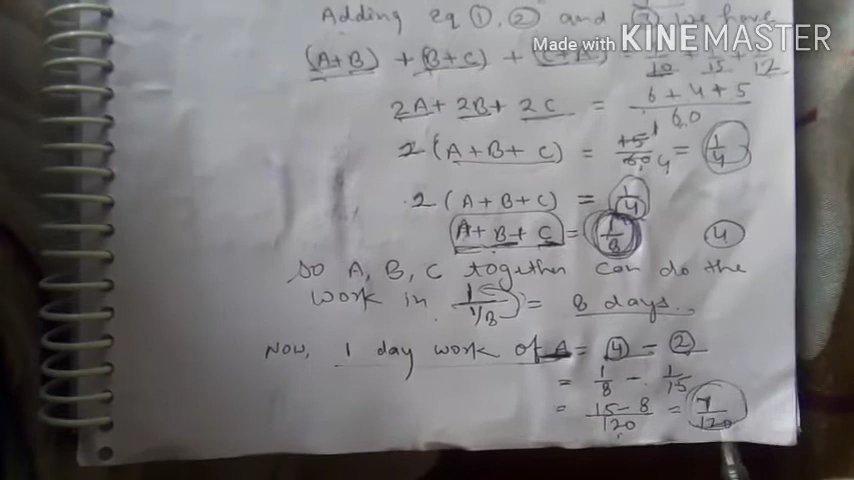 Adding eq ①, ② and ③ we have
Made with KINEMASTER
(A+B) + (B+C) + (C+A) = 1/10 + 1/15 + 1/12
2A + 2B + 2C = 6+4+5/60
2 (A+B+C) = 15/60 = 1/4
2 (A+B+C) = 1/4
A+B+C = 1/8 ④
So A, B, C together can do the
work in 1/1/8 = 8 days.
Now, 1 day work of A = ④ - ②
= 1/8 - 1/15
= 15-8/120 = 7/120